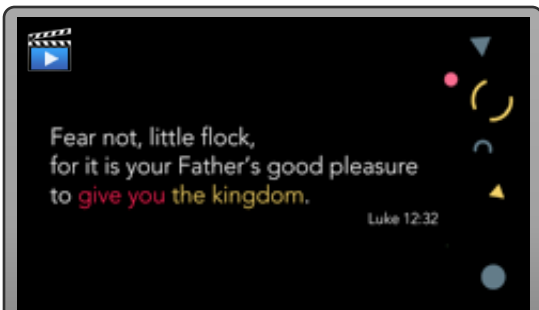 Fear not, little flock,
for it is your Father's good pleasure
to give you the kingdom.
Luke 12:32